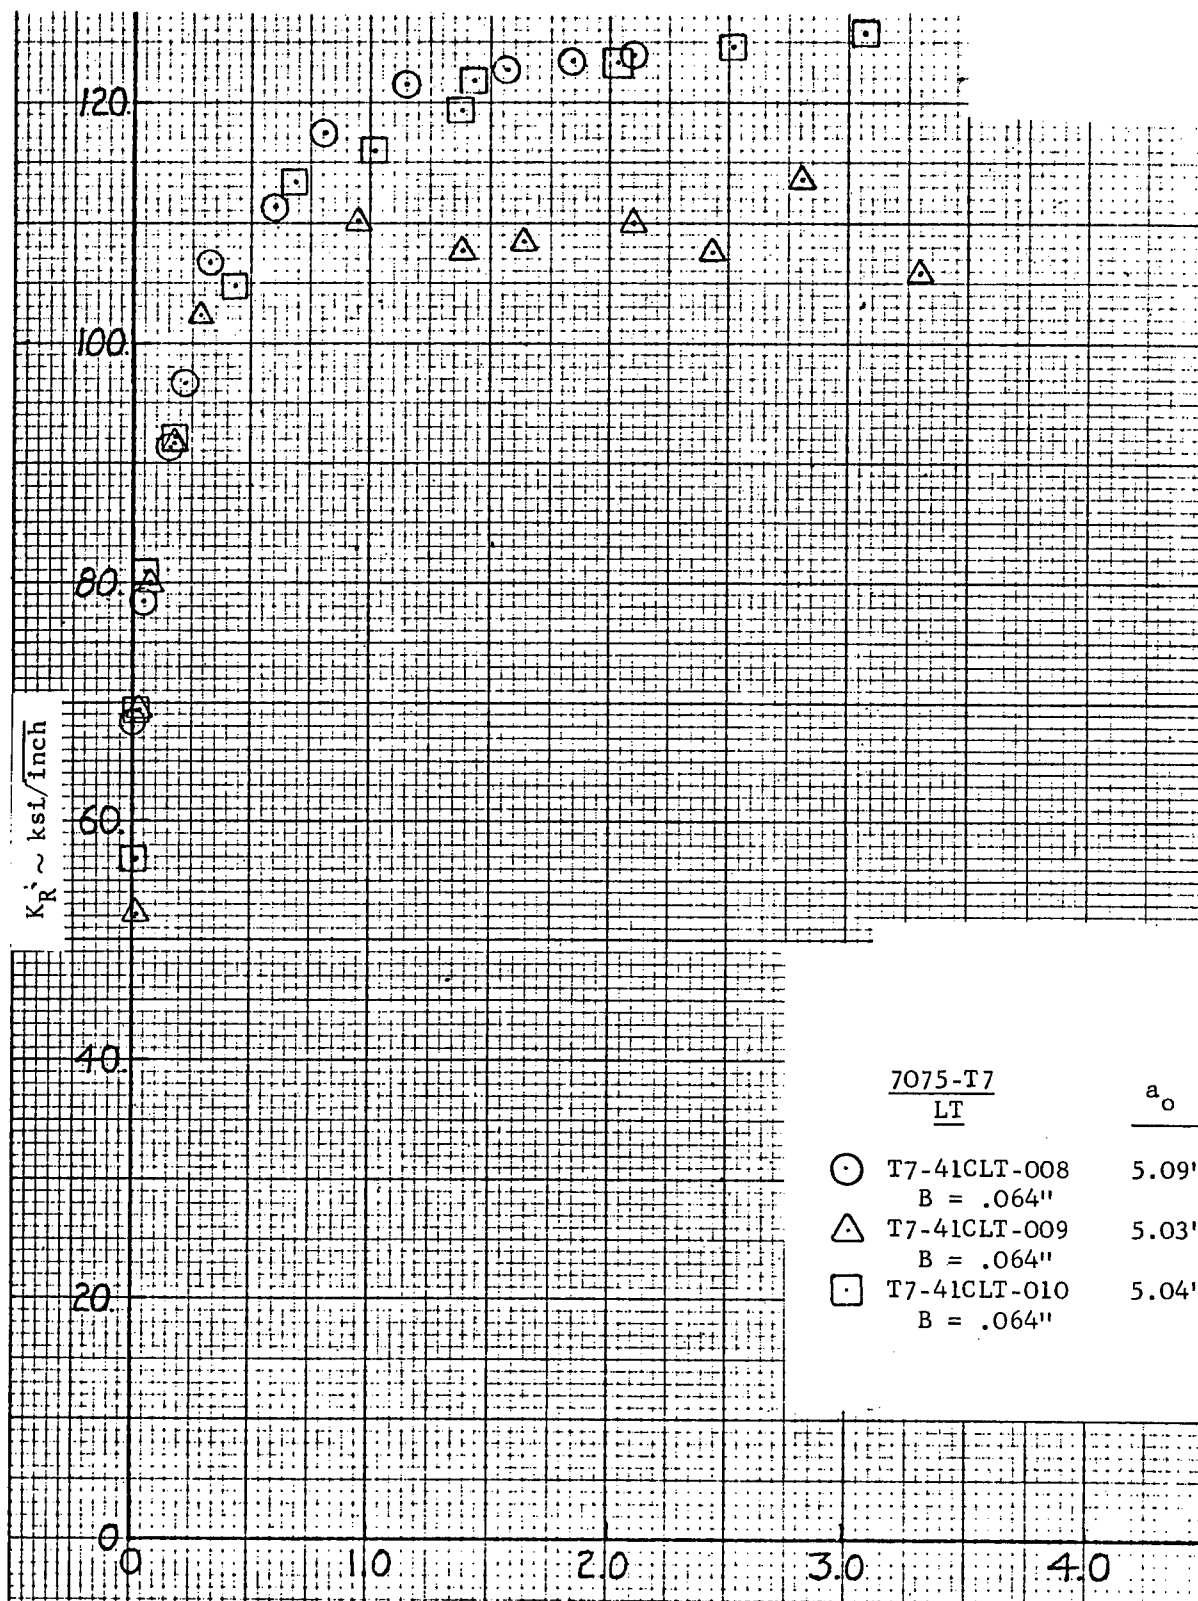 120.
100.
80.
60.
40.
20.
0
K_R ~ ksi√inch
0 1.0 2.0 3.0 4.0
7075-T7 a_o
LT
T7-41CLT-008 5.09'
B = .064"
T7-41CLT-009 5.03'
B = .064"
T7-41CLT-010 5.04'
B = .064"